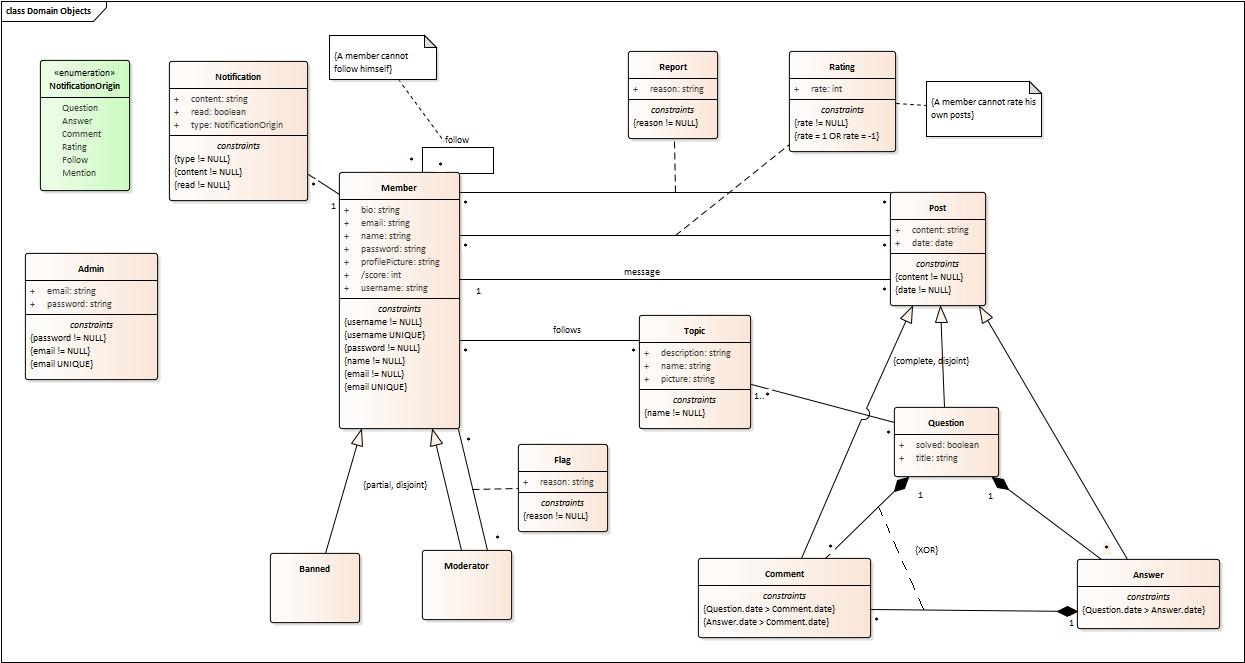 class Domain Objects
«enumeration»
NotificationOrigin
Question
Answer
Comment
Rating
Follow
Mention
Notification
+ content: string
+ read: boolean
+ type: NotificationOrigin
constraints
{type != NULL}
{content != NULL}
{read != NULL}
{A member cannot
follow himself}
follow
*
*
Report
+ reason: string
constraints
{reason != NULL}
Rating
+ rate: int
constraints
{rate != NULL}
{rate = 1 OR rate = -1}
{A member cannot rate his
own posts}
*
1
Member
+ bio: string
+ email: string
+ name: string
+ password: string
+ profilePicture: string
+ /score: int
+ username: string
constraints
{username != NULL}
{username UNIQUE}
{password != NULL}
{name != NULL}
{email != NULL}
{email UNIQUE}
*
*
*
*
message
1
*
Post
+ content: string
+ date: date
constraints
{content != NULL}
{date != NULL}
Admin
+ email: string
+ password: string
constraints
{password != NULL}
{email != NULL}
{email UNIQUE}
follows
*
*
Topic
+ description: string
+ name: string
+ picture: string
constraints
{name != NULL}
1..*
*
{complete, disjoint}
Question
+ solved: boolean
+ title: string
{partial, disjoint}
*
*
Flag
+ reason: string
constraints
{reason != NULL}
Banned
Moderator
1
1
*
*
{XOR}
Comment
constraints
{Question.date > Comment.date}
{Answer.date > Comment.date}
*
1
Answer
constraints
{Question.date > Answer.date}